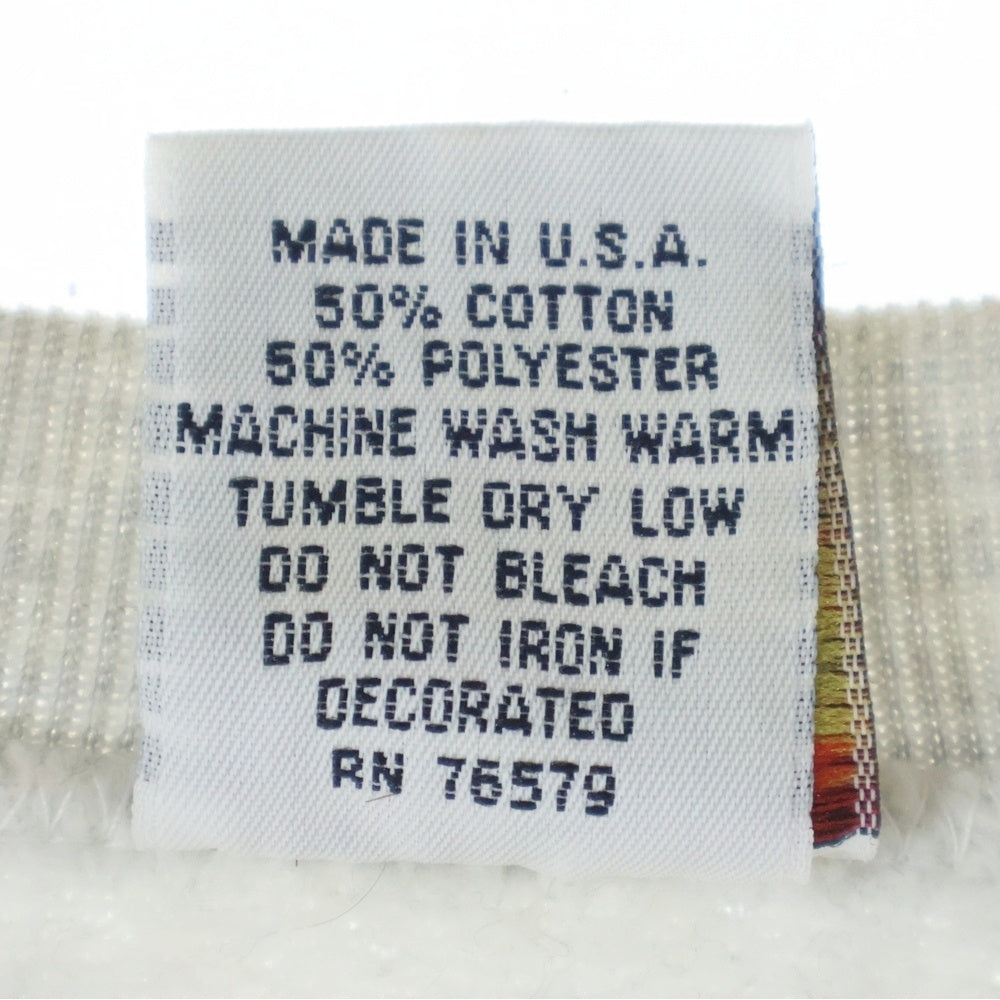 MADE IN U.S.A.
50% COTTON
50% POLYESTER
MACHINE WASH WARM
TUMBLE DRY LOW
DO NOT BLEACH
DO NOT IRON IF
DECORATED
RN 76579